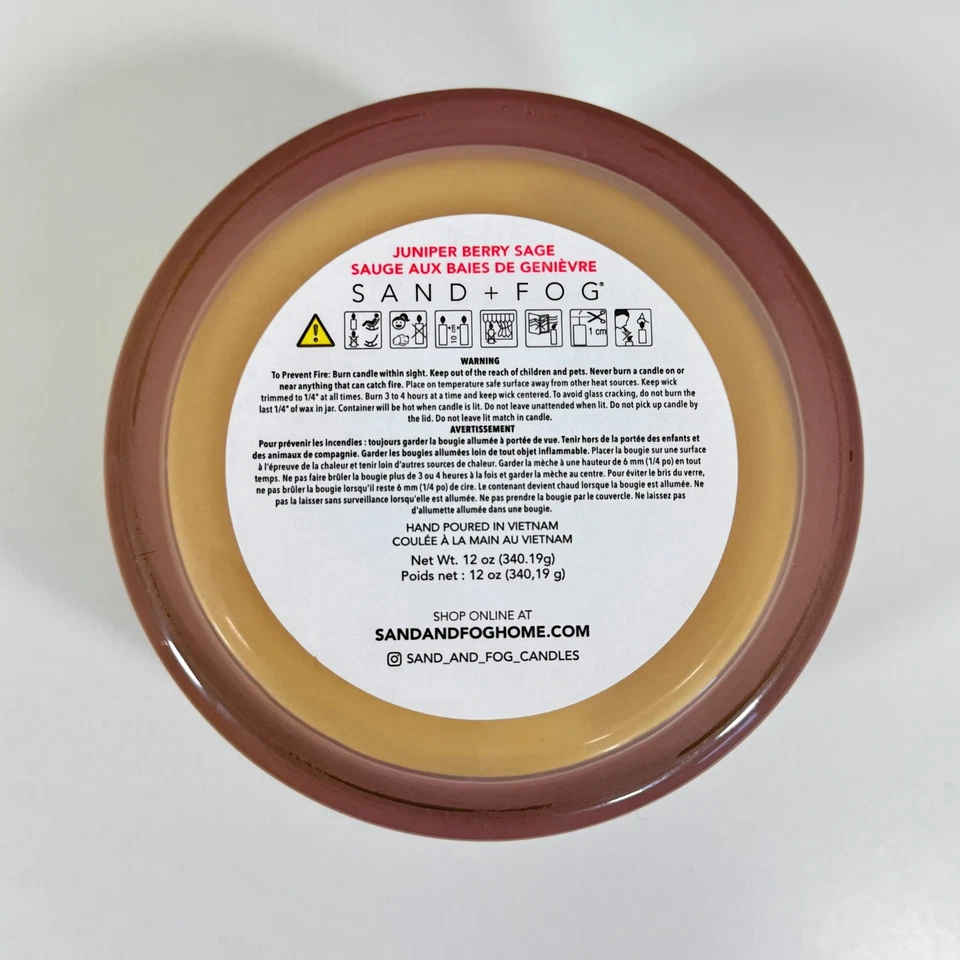 JUNIPER BERRY SAGE
SAUGE AUX BAIES DE GENIÈVRE
SAND + FOG®
1 cm
WARNING
To Prevent Fire: Burn candle within sight. Keep out of the reach of children and pets. Never burn a candle on or
near anything that can catch fire. Place on temperature safe surface away from other heat sources. Keep wick
trimmed to 1/4" at all times. Burn 3 to 4 hours at a time and keep wick centered. To avoid glass cracking, do not burn the
last 1/4" of wax in jar. Container will be hot when candle is lit. Do not leave unattended when lit. Do not pick up candle by
the lid. Do not leave lit match in candle.
AVERTISSEMENT
Pour prévenir les incendies : toujours garder la bougie allumée à portée de vue. Tenir hors de la portée des enfants et
des animaux de compagnie. Garder les bougies allumées loin de tout objet inflammable. Placer la bougie sur une surface
à l'épreuve de la chaleur et tenir loin d'autres sources de chaleur. Garder la mèche à une hauteur de 6 mm (1/4 po) en tout
temps. Ne pas faire brûler la bougie plus de 3 ou 4 heures à la fois et garder la mèche au centre. Pour éviter le bris du verre,
ne pas brûler la bougie lorsqu'il reste 6 mm (1/4 po) de cire. Le contenant devient chaud lorsque la bougie est allumée. Ne
pas la laisser sans surveillance lorsqu'elle est allumée. Ne pas prendre la bougie par le couvercle. Ne laissez pas
d'allumette allumée dans une bougie.
HAND POURED IN VIETNAM
COULÉE À LA MAIN AU VIETNAM
Net Wt. 12 oz (340.19g)
Poids net : 12 oz (340,19 g)
SHOP ONLINE AT
SANDANDFOGHOME.COM
SAND_AND_FOG_CANDLES